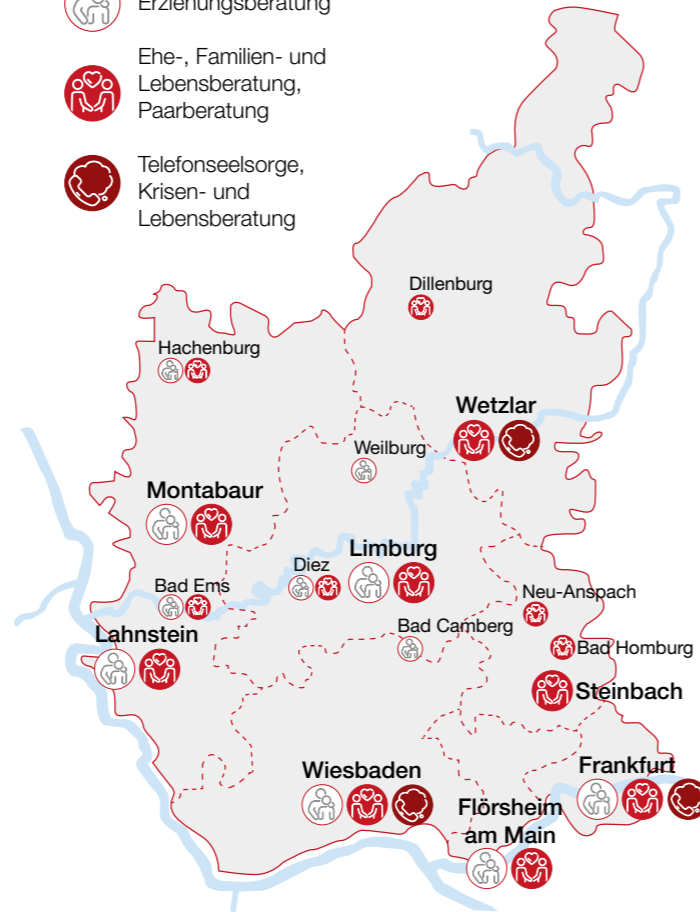 Erziehungsberatung
Ehe-, Familien- und
Lebensberatung,
Paarberatung
Telefonseelsorge,
Krisen- und
Lebensberatung
Dillenburg
Hachenburg
Wetzlar
Weilburg
Montabaur
Limburg
Diez
Bad Ems
Neu-Anspach
Bad Camberg
Lahnstein
Bad Homburg
Steinbach
Frankfurt
Wiesbaden
Flörsheim
am Main